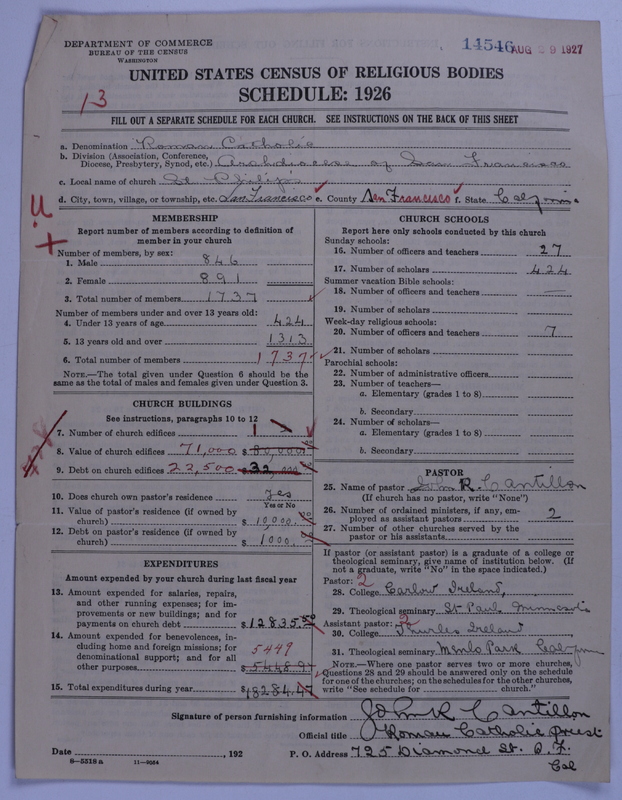 DEPARTMENT OF COMMERCE
BUREAU OF THE CENSUS
WASHINGTON
14546 AUG 29 1927
UNITED STATES CENSUS OF RELIGIOUS BODIES
SCHEDULE: 1926
13
FILL OUT A SEPARATE SCHEDULE FOR EACH CHURCH. SEE INSTRUCTIONS ON THE BACK OF THIS SHEET
a. Denomination Roman Catholic
b. Division (Association, Conference, Diocese, Presbytery, Synod, etc.) Archdiocese of San Francisco
c. Local name of church St Philip's
d. City, town, village, or township, etc. San Francisco e. County San Francisco f. State California
MEMBERSHIP
Report number of members according to definition of
member in your church
Number of members, by sex:
1. Male 846
2. Female 891
3. Total number of members 1737
Number of members under and over 13 years old:
4. Under 13 years of age 424
5. 13 years old and over 1313
6. Total number of members 1737
NOTE.—The total given under Question 6 should be the
same as the total of males and females given under Question 3.
CHURCH BUILDINGS
See instructions, paragraphs 10 to 12
7. Number of church edifices 1
8. Value of church edifices 71,000 $ 80,000
9. Debt on church edifices 22,500 $ 32,000
10. Does church own pastor's residence yes
Yes or No
11. Value of pastor's residence (if owned by
church) $ 10,000.00
12. Debt on pastor's residence (if owned by
church) $ 1000
EXPENDITURES
Amount expended by your church during last fiscal year
13. Amount expended for salaries, repairs,
and other running expenses; for im-
provements or new buildings; and for
payments on church debt $ 12835.50
14. Amount expended for benevolences, in-
cluding home and foreign missions; for
denominational support; and for all
other purposes 5449 $ 5448.97
15. Total expenditures during year $ 18284.47
CHURCH SCHOOLS
Report here only schools conducted by this church
Sunday schools:
16. Number of officers and teachers 27
17. Number of scholars 424
Summer vacation Bible schools:
18. Number of officers and teachers —
19. Number of scholars
Week-day religious schools:
20. Number of officers and teachers 7
21. Number of scholars
Parochial schools:
22. Number of administrative officers
23. Number of teachers—
a. Elementary (grades 1 to 8)
b. Secondary
24. Number of scholars—
a. Elementary (grades 1 to 8)
b. Secondary
PASTOR
25. Name of pastor John R. Cantillon
(If church has no pastor, write "None")
26. Number of ordained ministers, if any, em-
ployed as assistant pastors 2
27. Number of other churches served by the
pastor or his assistants
If pastor (or assistant pastor) is a graduate of a college or
theological seminary, give name of institution below. (If
not a graduate, write "No" in the space indicated.)
Pastor: 2
28. College Carlow Ireland,
29. Theological seminary St Pauls Minnesota
Assistant pastor: 2
30. College Thurles Ireland
31. Theological seminary Menlo Park California
NOTE.—Where one pastor serves two or more churches,
Questions 28 and 29 should be answered only on the schedule
for one of the churches; on the schedules for the other churches,
write "See schedule for church."
Signature of person furnishing information John R Cantillon
Official title Roman Catholic priest
Date , 192 P. O. Address 725 Diamond St. S.F.
Cal
8—5518 a 11—9064